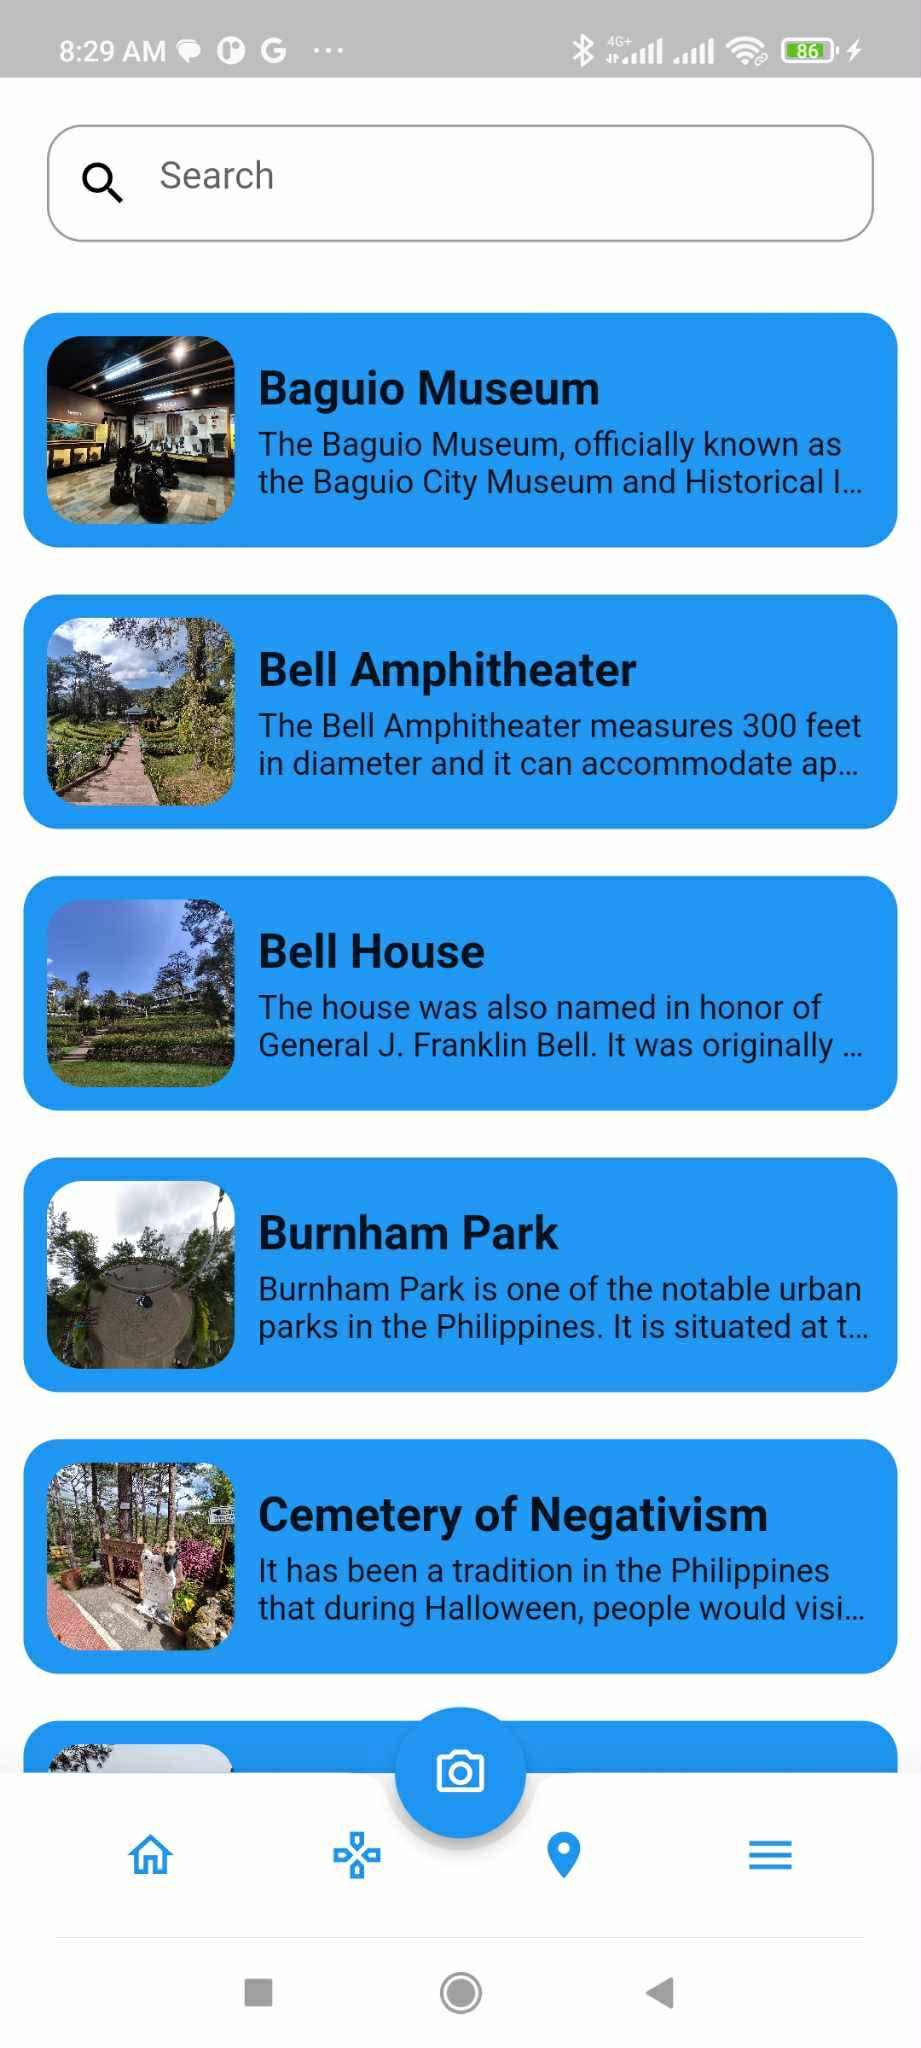 8:29 AM
4G+
86
Search
Baguio Museum
The Baguio Museum, officially known as
the Baguio City Museum and Historical I...
Bell Amphitheater
The Bell Amphitheater measures 300 feet
in diameter and it can accommodate ap...
Bell House
The house was also named in honor of
General J. Franklin Bell. It was originally ...
Burnham Park
Burnham Park is one of the notable urban
parks in the Philippines. It is situated at t...
Cemetery of Negativism
It has been a tradition in the Philippines
that during Halloween, people would visi...